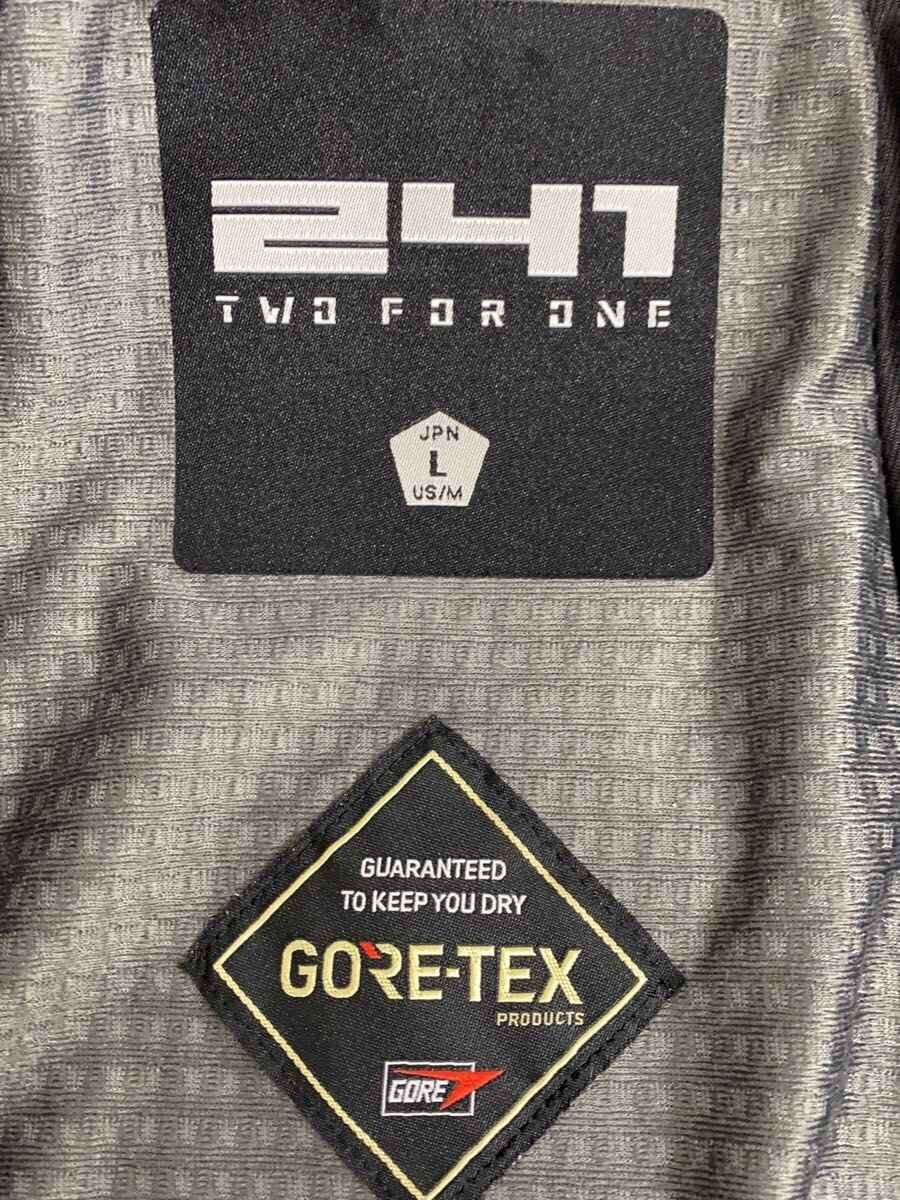 241
TWO FOR ONE
JPN
L
US/M
GUARANTEED
TO KEEP YOU DRY
GORE-TEX
PRODUCTS
GORE